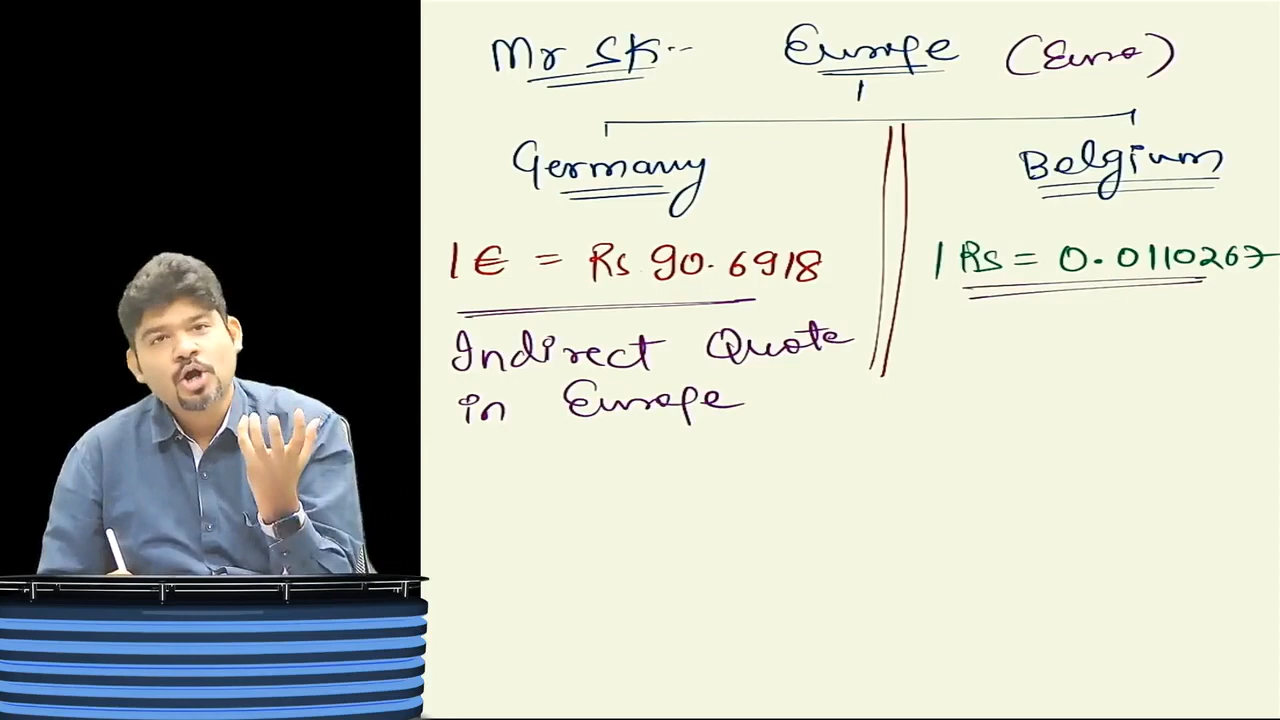 Mr SK..
Europe (Euro)
Germany
Belgium
1 € = Rs 90.6918
1 Rs = 0.0110267
Indirect Quote
in Europe